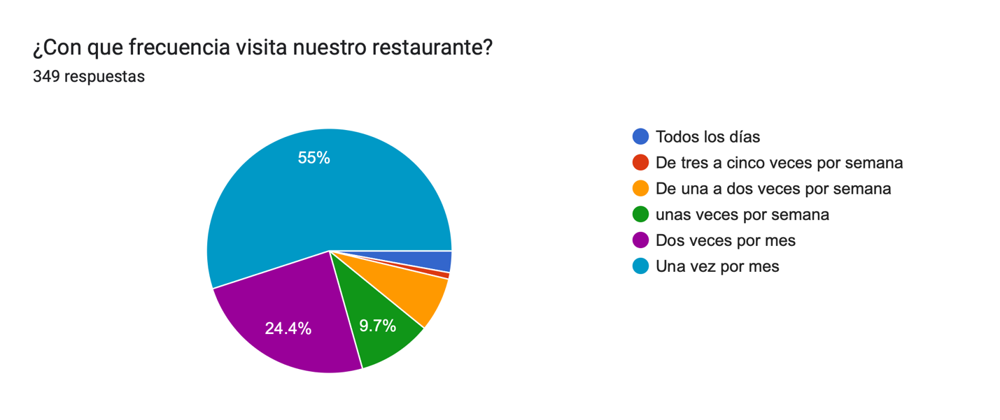 ¿Con que frecuencia visita nuestro restaurante?
349 respuestas
55%
24.4%
9.7%
Todos los días
De tres a cinco veces por semana
De una a dos veces por semana
unas veces por semana
Dos veces por mes
Una vez por mes